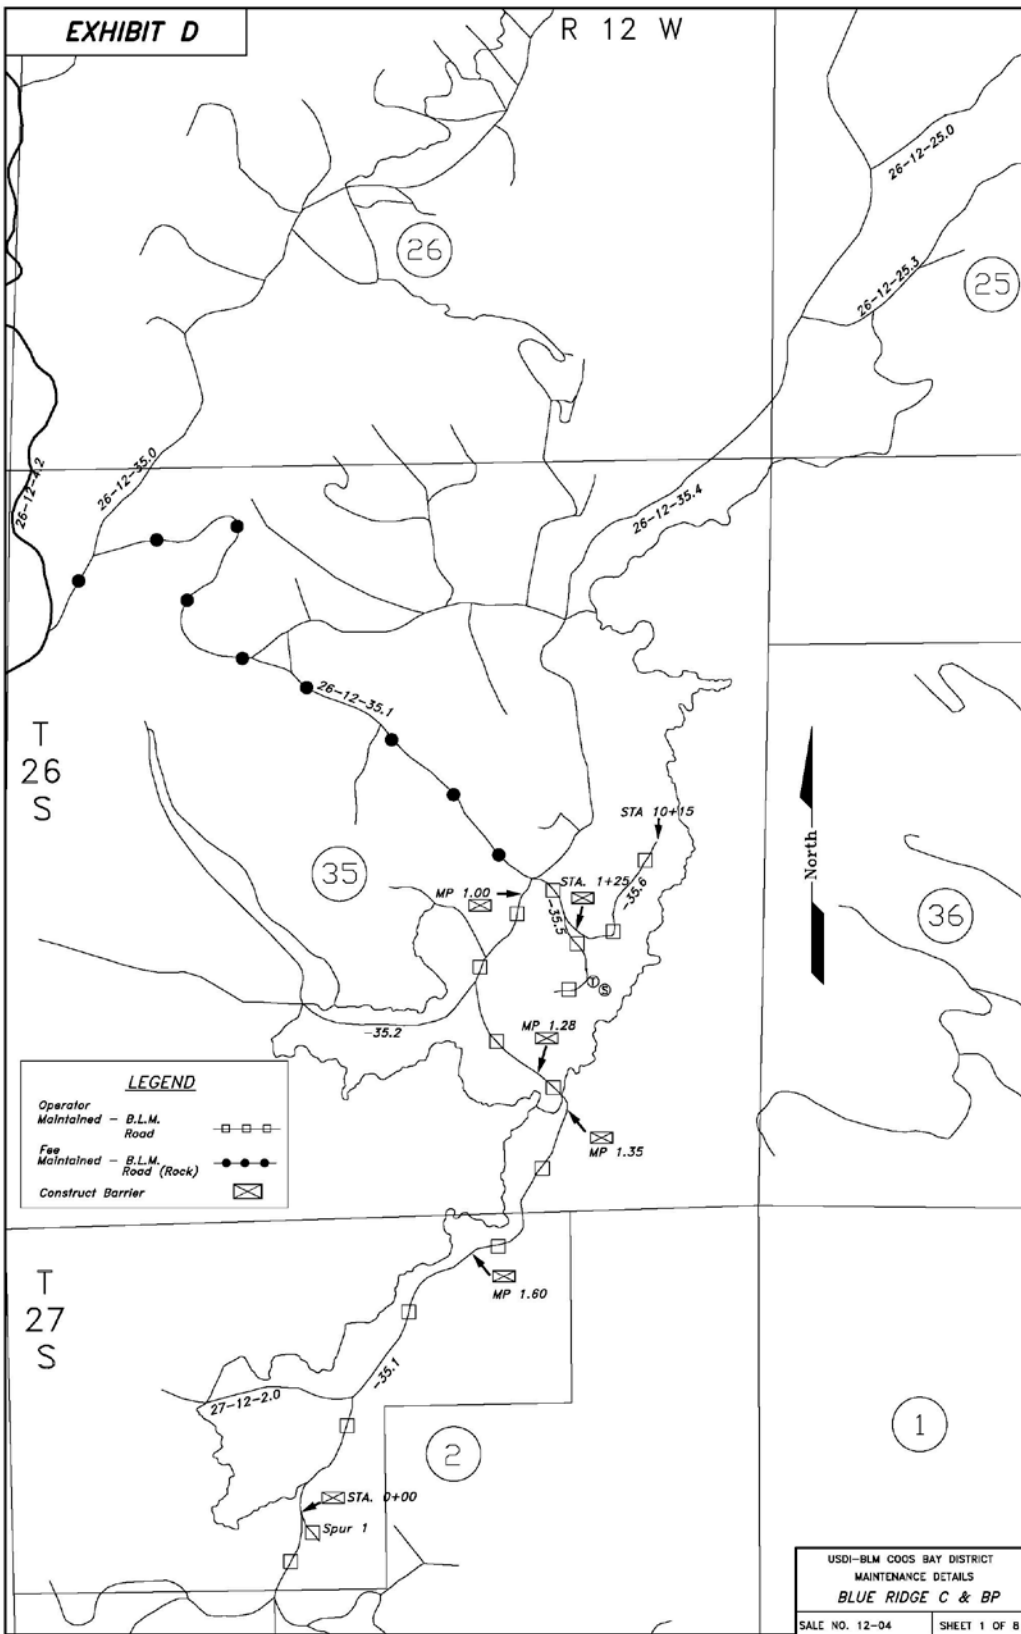 EXHIBIT D
R 12 W
26-12-25.0
26
25
26-12-25.3
26-12-4.2
26-12-35.0
26-12-35.4
26-12-35.1
T
26
S
STA 10+15
North
35
MP 1.00
STA. 1+25
-35.6
-35.5
36
T
S
-35.2
MP 1.28
LEGEND
Operator
Maintained - B.L.M.
Road
Fee
Maintained - B.L.M.
Road (Rock)
Construct Barrier
MP 1.35
T
27
S
MP 1.60
-35.1
27-12-2.0
1
2
STA. 0+00
Spur 1
USDI-BLM COOS BAY DISTRICT
MAINTENANCE DETAILS
BLUE RIDGE C & BP
SALE NO. 12-04
SHEET 1 OF 8